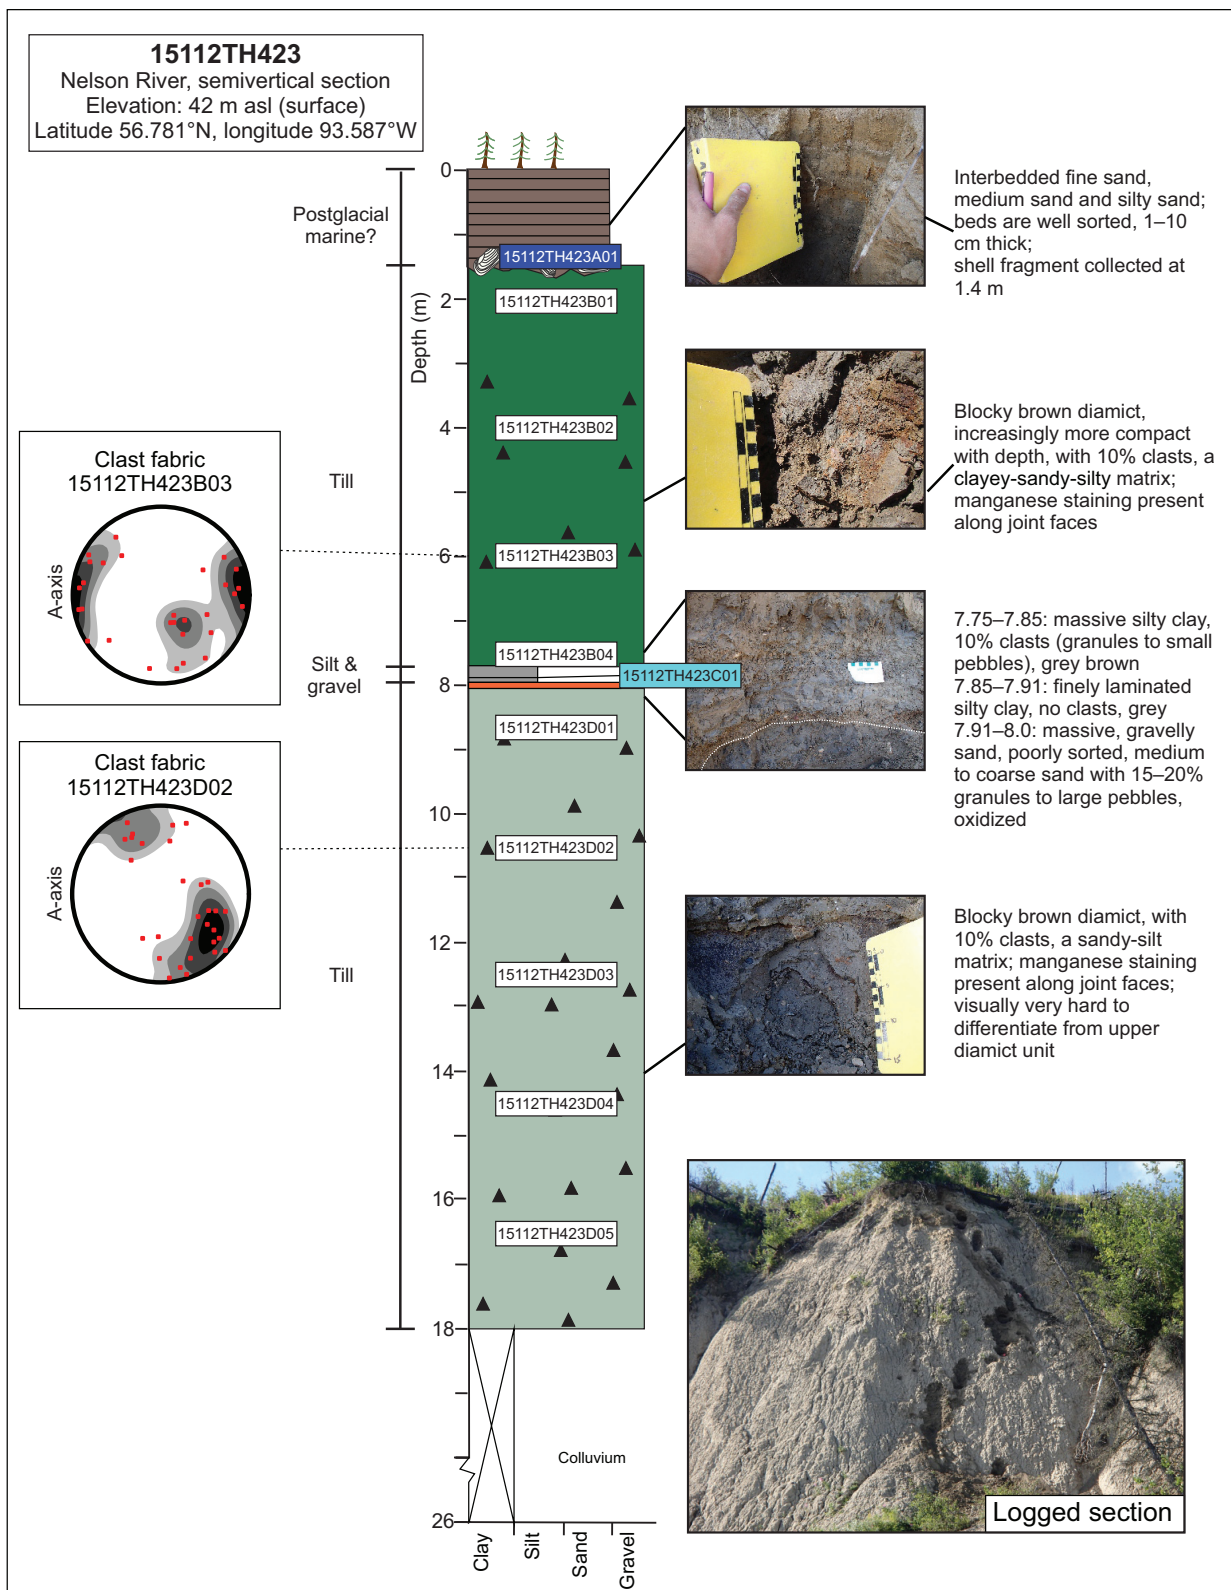 15112TH423
Nelson River, semivertical section
Elevation: 42 m asl (surface)
Latitude 56.781°N, longitude 93.587°W
0
2
4
6
8
10
12
14
16
18
26
Depth (m)
Postglacial
marine?
Till
Silt &
gravel
Till
15112TH423A01
15112TH423B01
15112TH423B02
15112TH423B03
15112TH423B04
15112TH423C01
15112TH423D01
15112TH423D02
15112TH423D03
15112TH423D04
15112TH423D05
Colluvium
Clay
Silt
Sand
Gravel
Clast fabric
15112TH423B03
A-axis
Clast fabric
15112TH423D02
A-axis
Interbedded fine sand,
medium sand and silty sand;
beds are well sorted, 1–10
cm thick;
shell fragment collected at
1.4 m
Blocky brown diamict,
increasingly more compact
with depth, with 10% clasts, a
clayey-sandy-silty matrix;
manganese staining present
along joint faces
7.75–7.85: massive silty clay,
10% clasts (granules to small
pebbles), grey brown
7.85–7.91: finely laminated
silty clay, no clasts, grey
7.91–8.0: massive, gravelly
sand, poorly sorted, medium
to coarse sand with 15–20%
granules to large pebbles,
oxidized
Blocky brown diamict, with
10% clasts, a sandy-silt
matrix; manganese staining
present along joint faces;
visually very hard to
differentiate from upper
diamict unit
Logged section